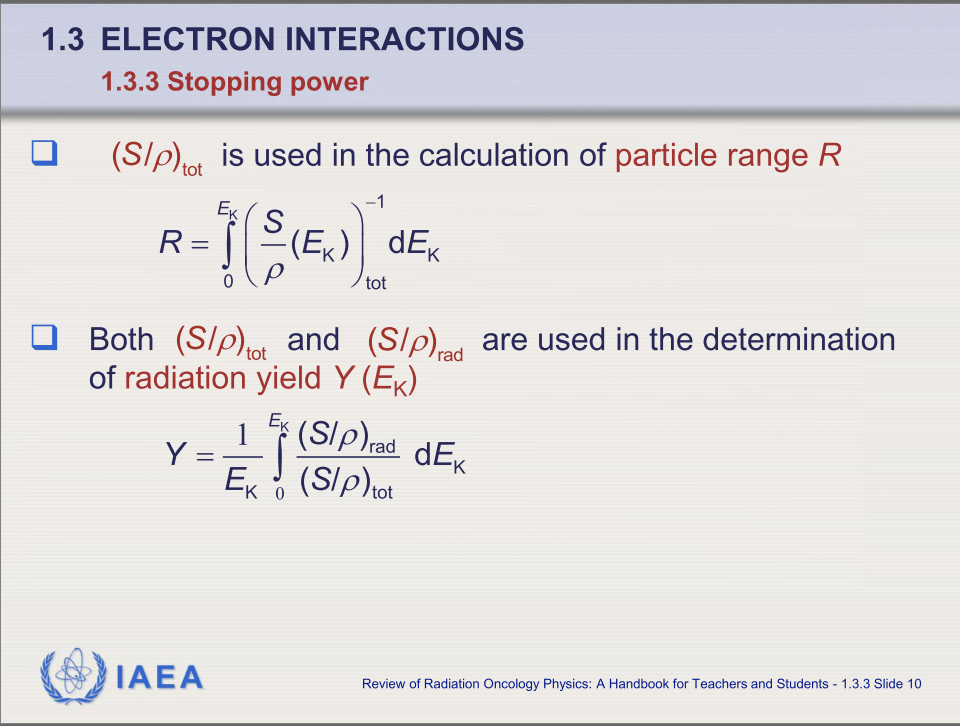 1.3 ELECTRON INTERACTIONS
1.3.3 Stopping power
❑ (S/ρ)tot is used in the calculation of particle range R
R = ∫₀^EK (S/ρ (EK))⁻¹tot dEK
❑ Both (S/ρ)tot and (S/ρ)rad are used in the determination
of radiation yield Y (EK)
Y = 1/EK ∫₀^EK (S/ρ)rad/(S/ρ)tot dEK
IAEA
Review of Radiation Oncology Physics: A Handbook for Teachers and Students - 1.3.3 Slide 10